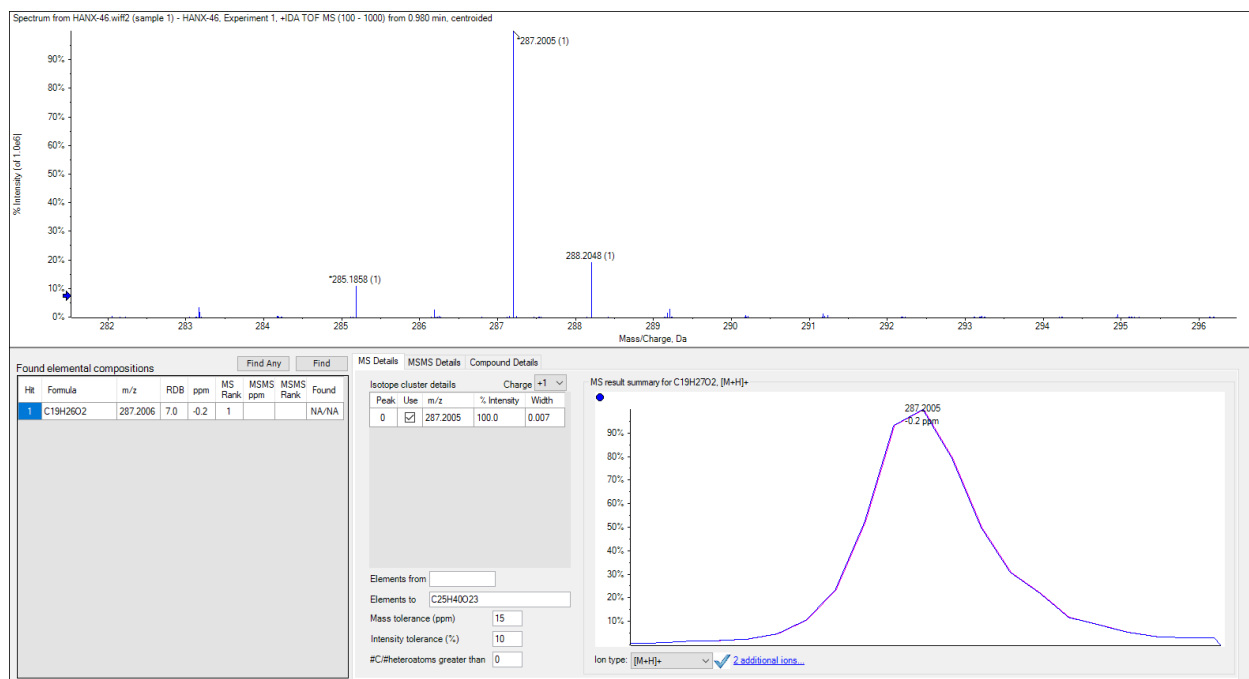 Spectrum from HANX-46.wiff2 (sample 1) - HANX-46, Experiment 1, +IDA TOF MS (100 - 1000) from 0.980 min, centroided
% Intensity (of 1.0e6)
90%
80%
70%
60%
50%
40%
30%
20%
10%
0%
*287.2005 (1)
288.2048 (1)
*285.1858 (1)
282 283 284 285 286 287 288 289 290 291 292 293 294 295 296
Mass/Charge, Da
Found elemental compositions
Find Any Find
Hit Formula m/z RDB ppm MS Rank MSMS ppm MSMS Rank Found
1 C19H26O2 287.2006 7.0 -0.2 1 NA/NA
MS Details MSMS Details Compound Details
Isotope cluster details Charge +1
Peak Use m/z % Intensity Width
0 287.2005 100.0 0.007
Elements from
Elements to C25H40O23
Mass tolerance (ppm) 15
Intensity tolerance (%) 10
#C/#heteroatoms greater than 0
MS result summary for C19H27O2, [M+H]+
287.2005
-0.2 ppm
90%
80%
70%
60%
50%
40%
30%
20%
10%
Ion type: [M+H]+ 2 additional ions...